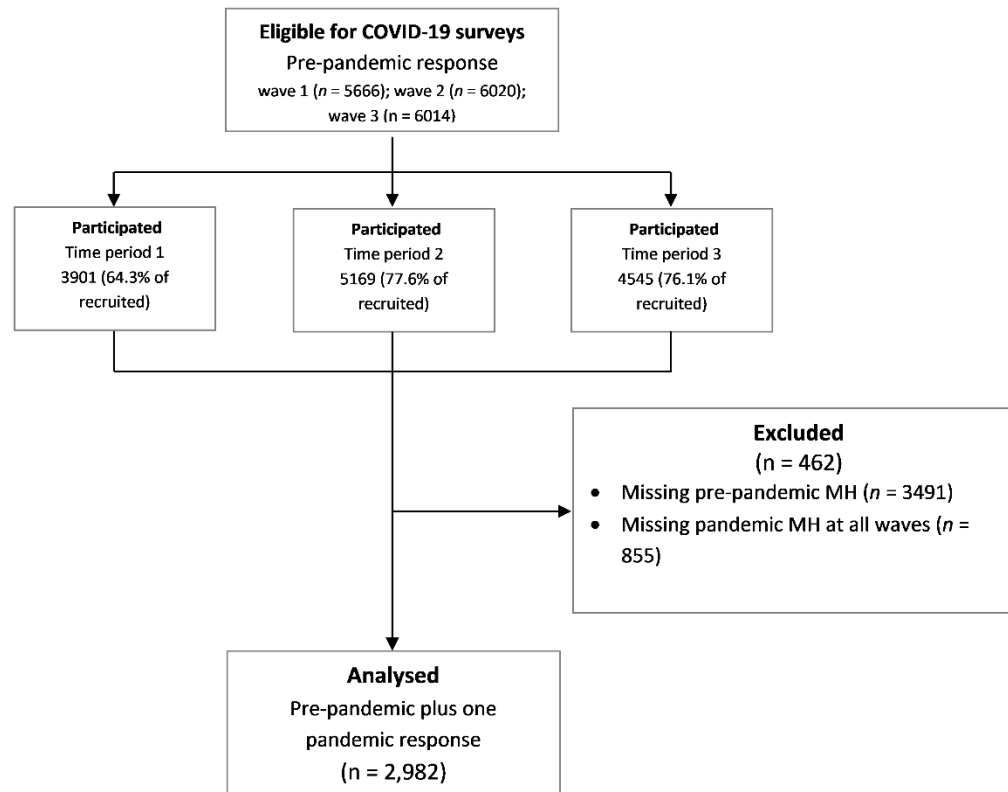 Eligible for COVID-19 surveys
Pre-pandemic response
wave 1 (n = 5666); wave 2 (n = 6020);
wave 3 (n = 6014)
Participated
Time period 1
3901 (64.3% of
recruited)
Participated
Time period 2
5169 (77.6% of
recruited)
Participated
Time period 3
4545 (76.1% of
recruited)
Excluded
(n = 462)
• Missing pre-pandemic MH (n = 3491)
• Missing pandemic MH at all waves (n =
855)
Analysed
Pre-pandemic plus one
pandemic response
(n = 2,982)